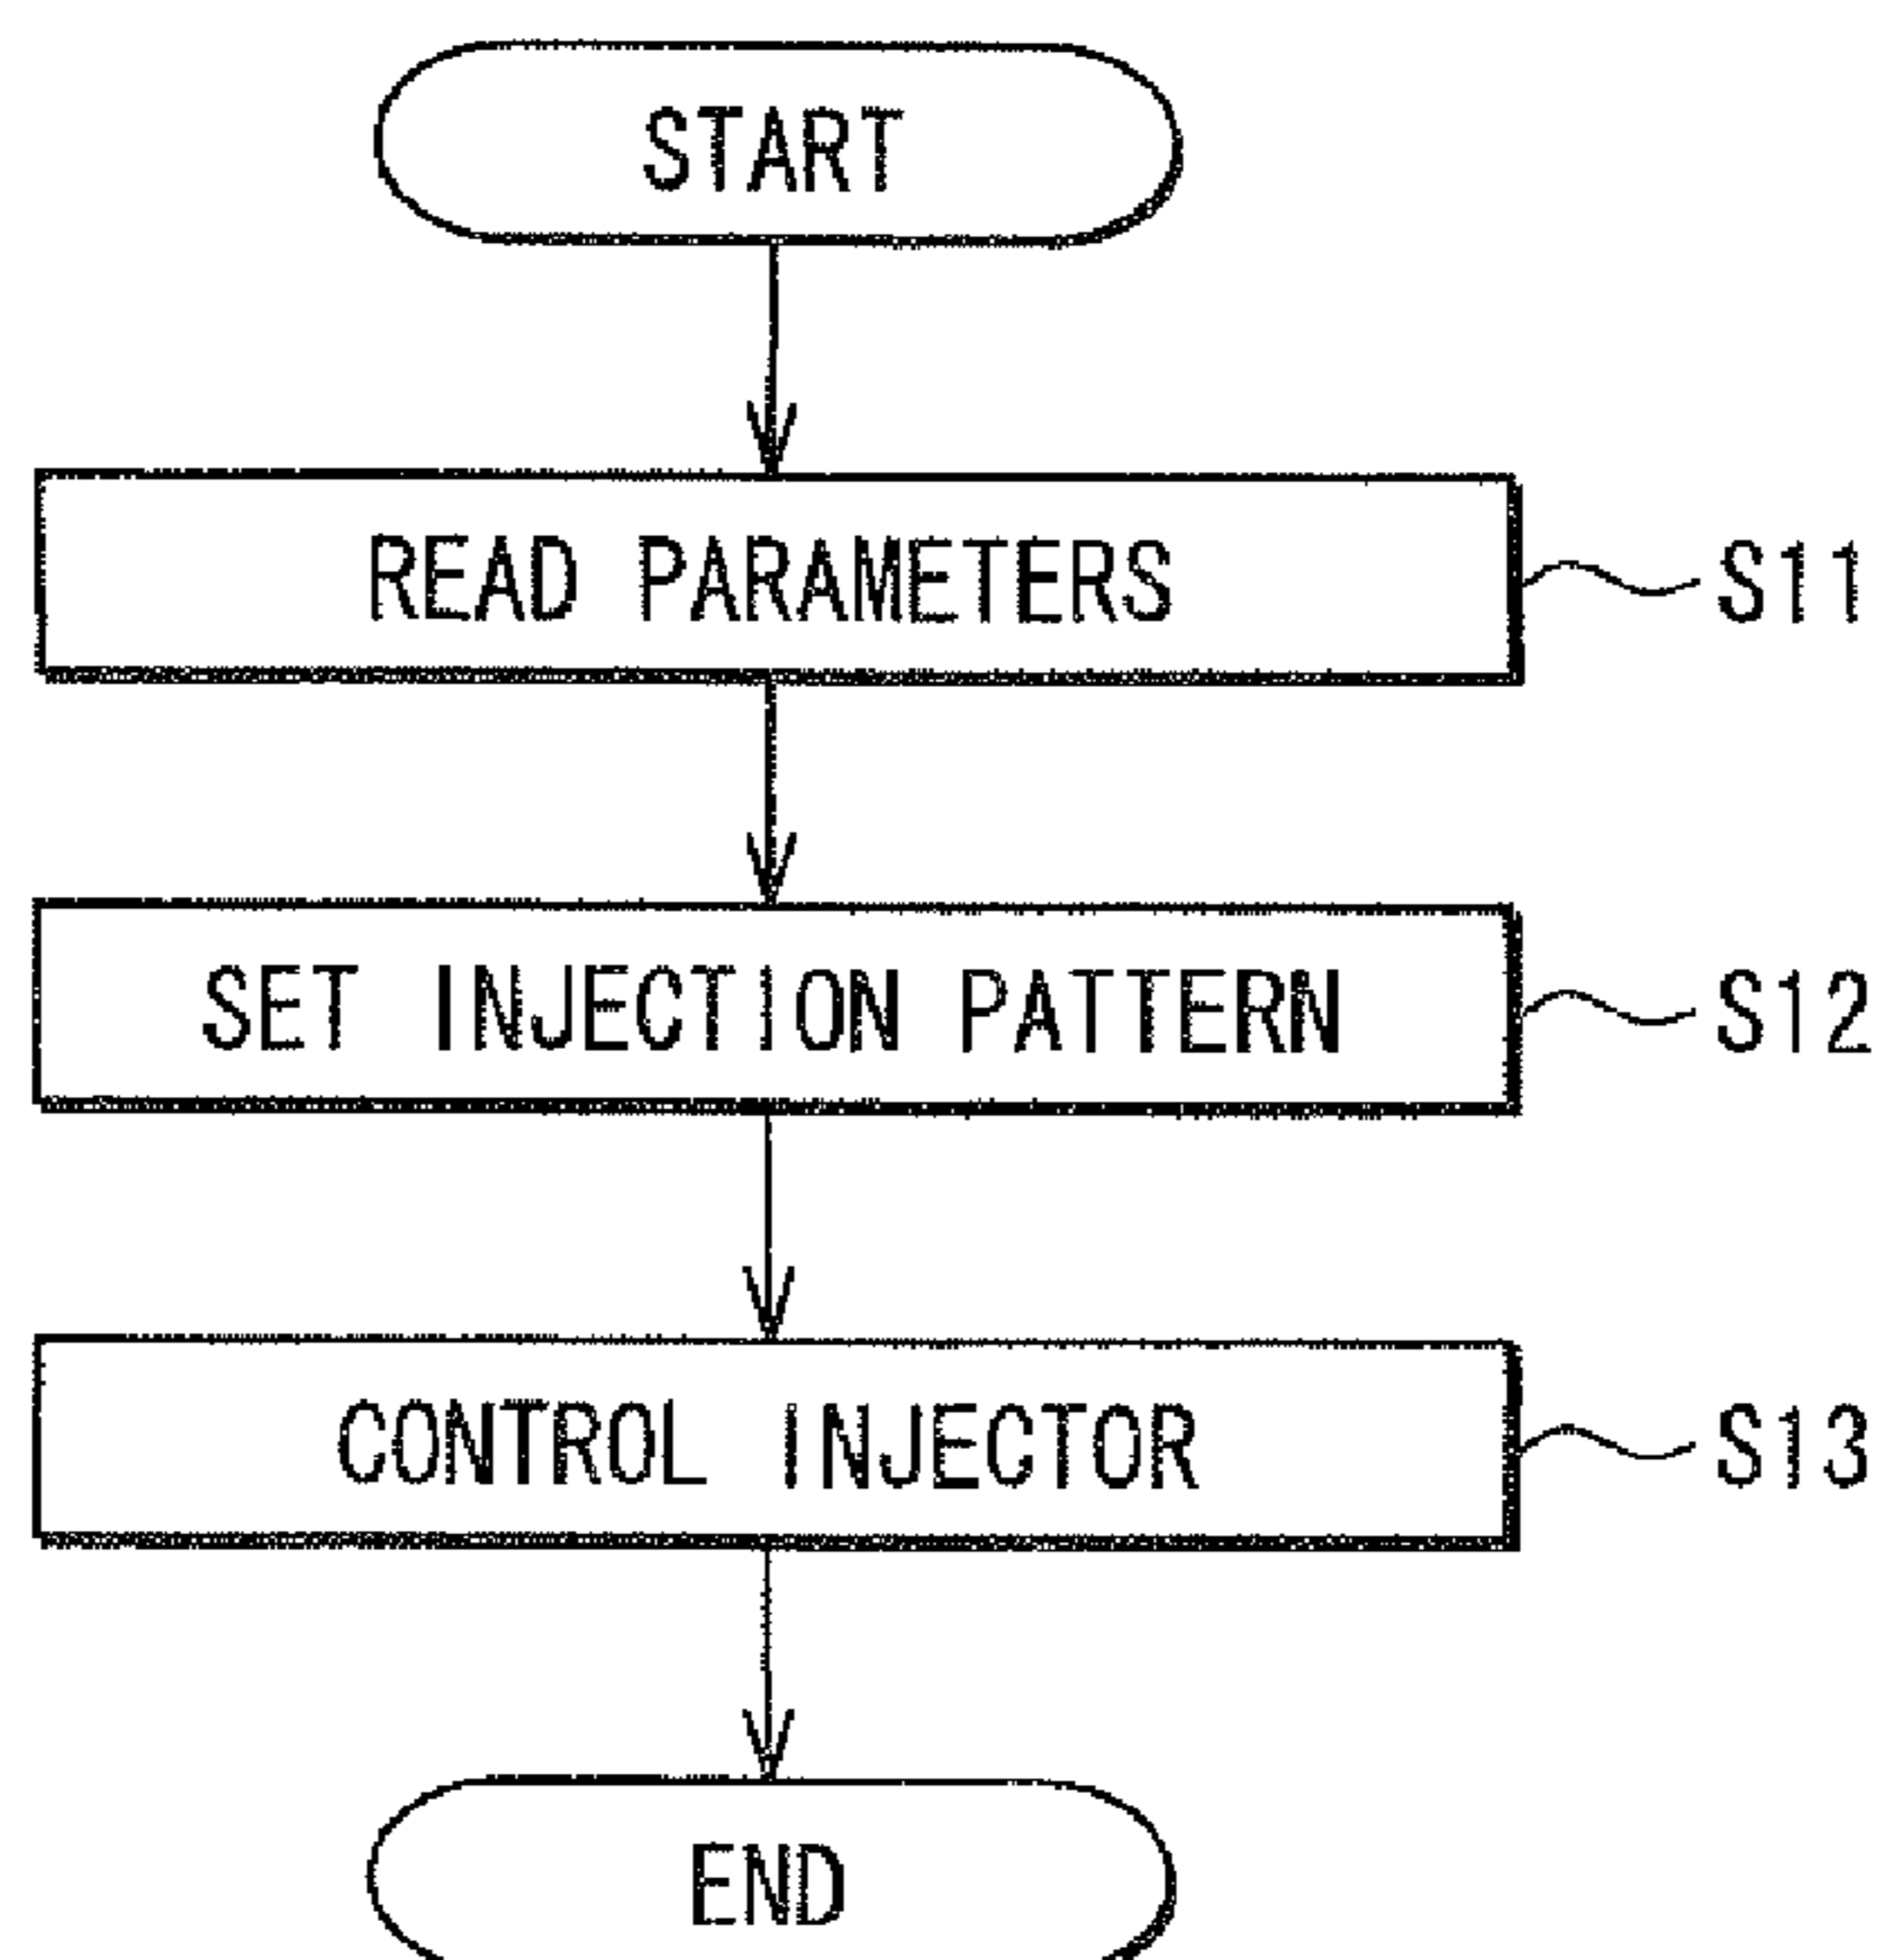 START
READ PARAMETERS S11
SET INJECTION PATTERN S12
CONTROL INJECTOR S13
END